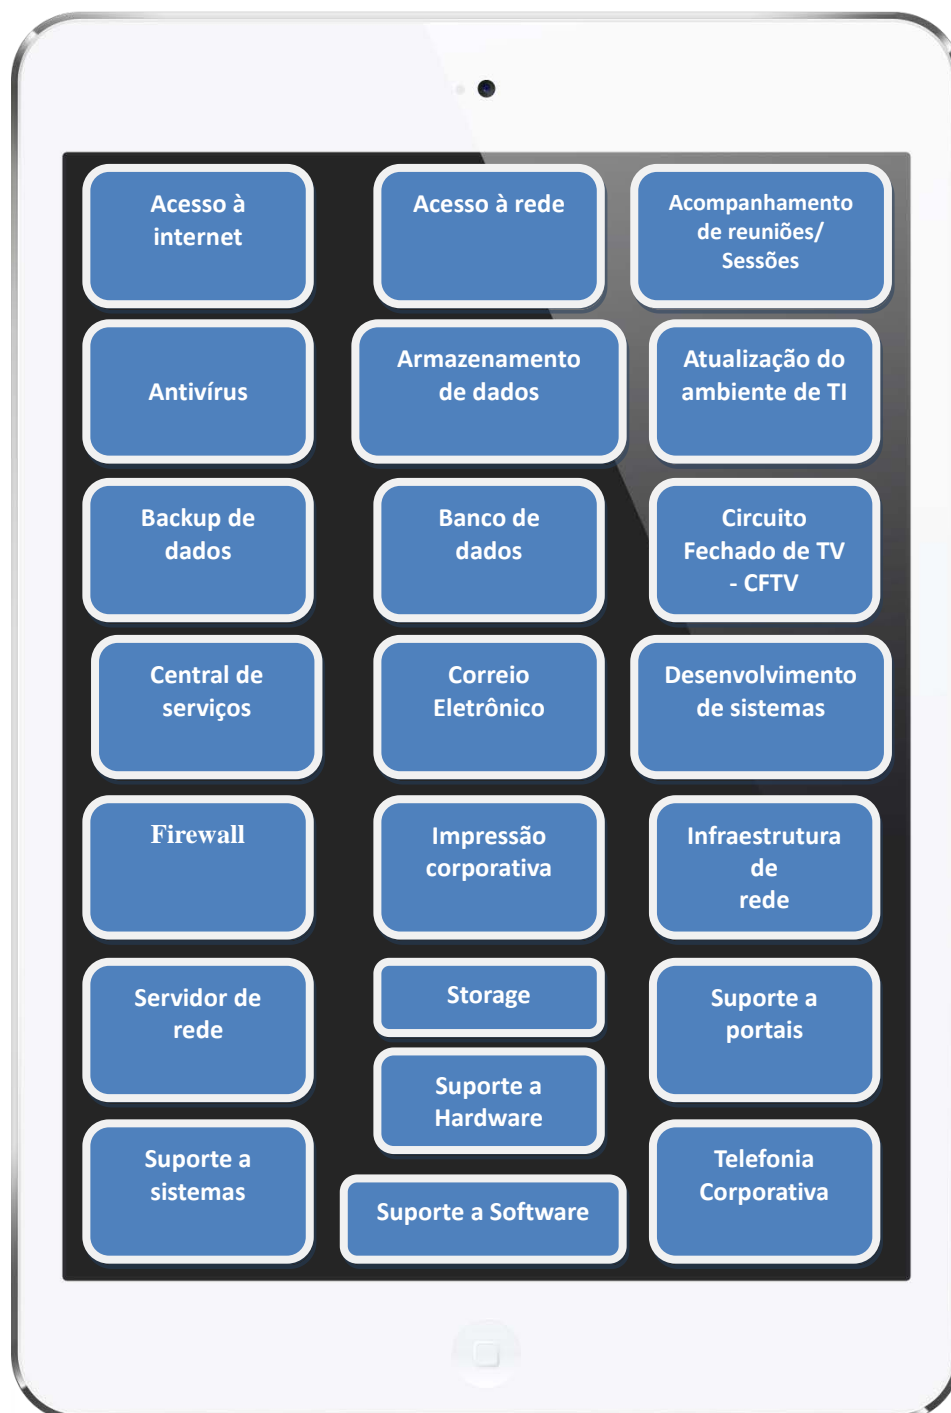 Acesso à
internet
Acesso à rede
Acompanhamento
de reuniões/
Sessões
Antivírus
Armazenamento
de dados
Atualização do
ambiente de TI
Backup de
dados
Banco de
dados
Circuito
Fechado de TV
- CFTV
Central de
serviços
Correio
Eletrônico
Desenvolvimento
de sistemas
Firewall
Impressão
corporativa
Infraestrutura
de
rede
Servidor de
rede
Storage
Suporte a
portais
Suporte a
Hardware
Suporte a
sistemas
Suporte a Software
Telefonia
Corporativa